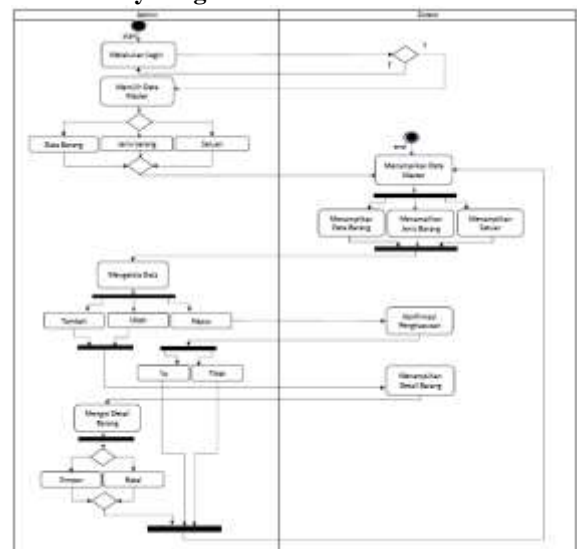 Admin
Sistem
start
Melakukan Login
Memilih Data
Master
Data Barang
Jenis Barang
Satuan
Menampilkan Data
Master
Menampilkan
Data Barang
Menampilkan
Jenis Barang
Menampilkan
Satuan
Mengelola Data
Tambah
Ubah
Hapus
Konfirmasi
Penghapusan
Ya
Tidak
Menampilkan
Detail Barang
Mengisi Detail
Barang
Simpan
Batal